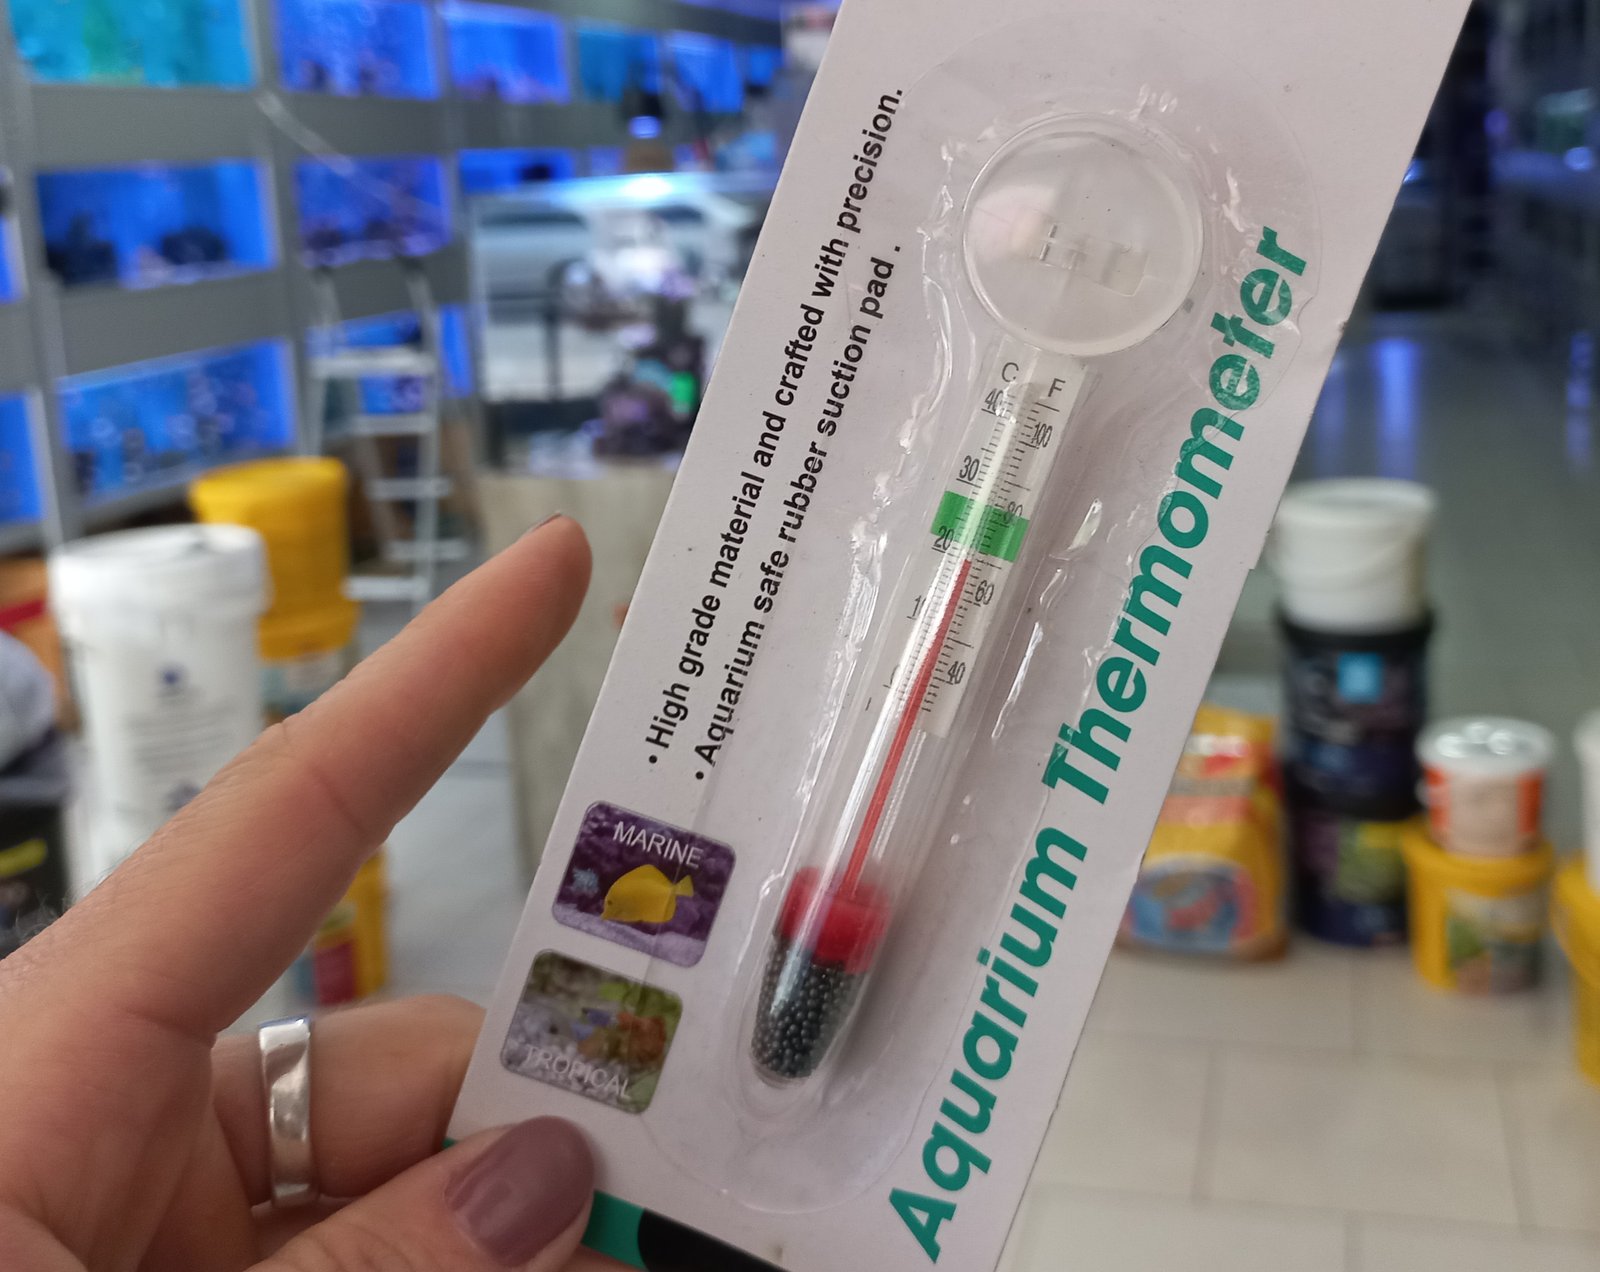 • High grade material and crafted with precision.
• Aquarium safe rubber suction pad .
Aquarium Thermometer
C F
40
100
30
80
20
60
40
MARINE
TROPICAL